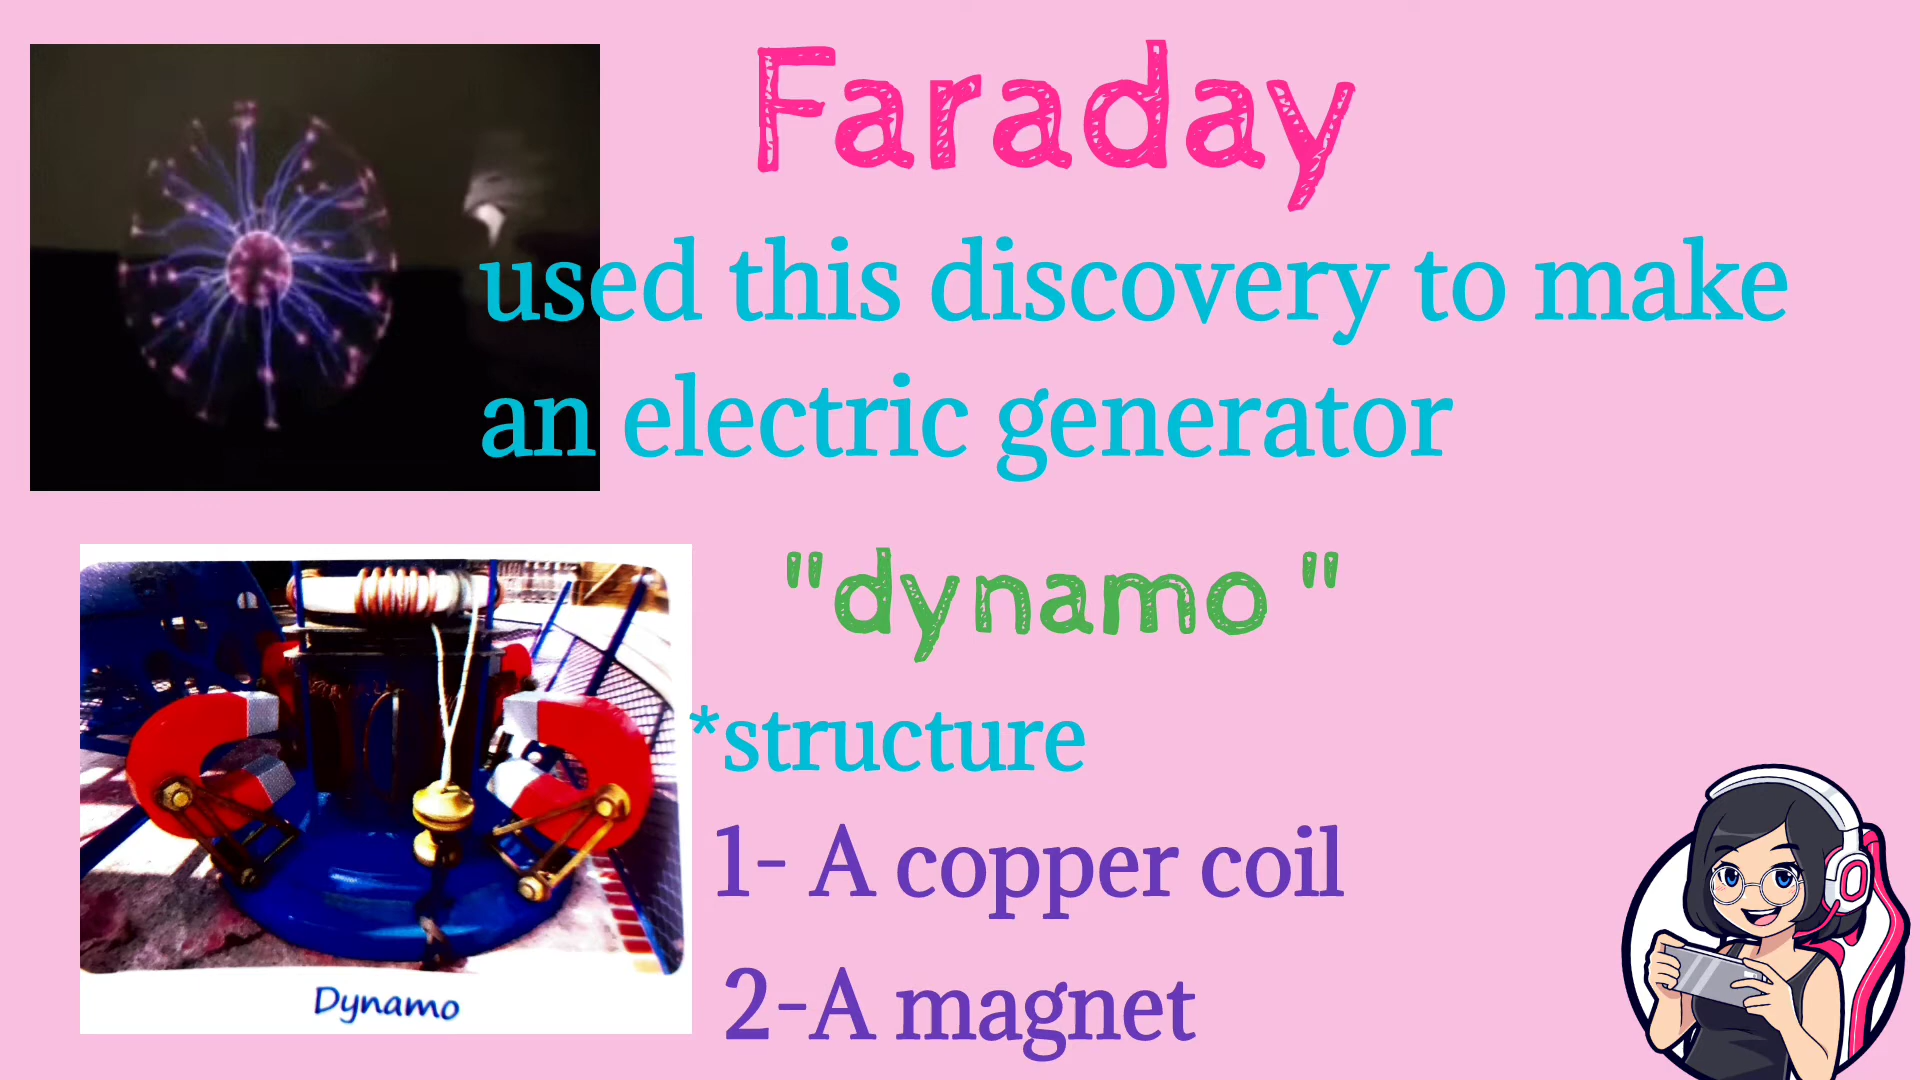 Faraday
used this discovery to make
an electric generator
"dynamo "
*structure
1- A copper coil
2-A magnet
Dynamo